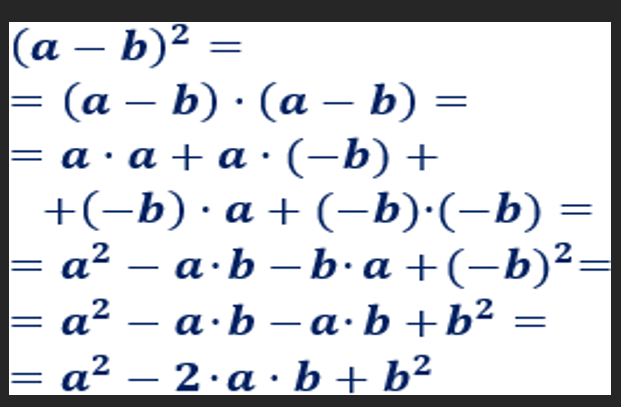 (a − b)² =
= (a − b) · (a − b) =
= a · a + a · (−b) +
+(−b) · a + (−b)·(−b) =
= a² − a·b −b·a +(−b)²=
= a² − a·b −a·b +b² =
= a² − 2·a · b + b²